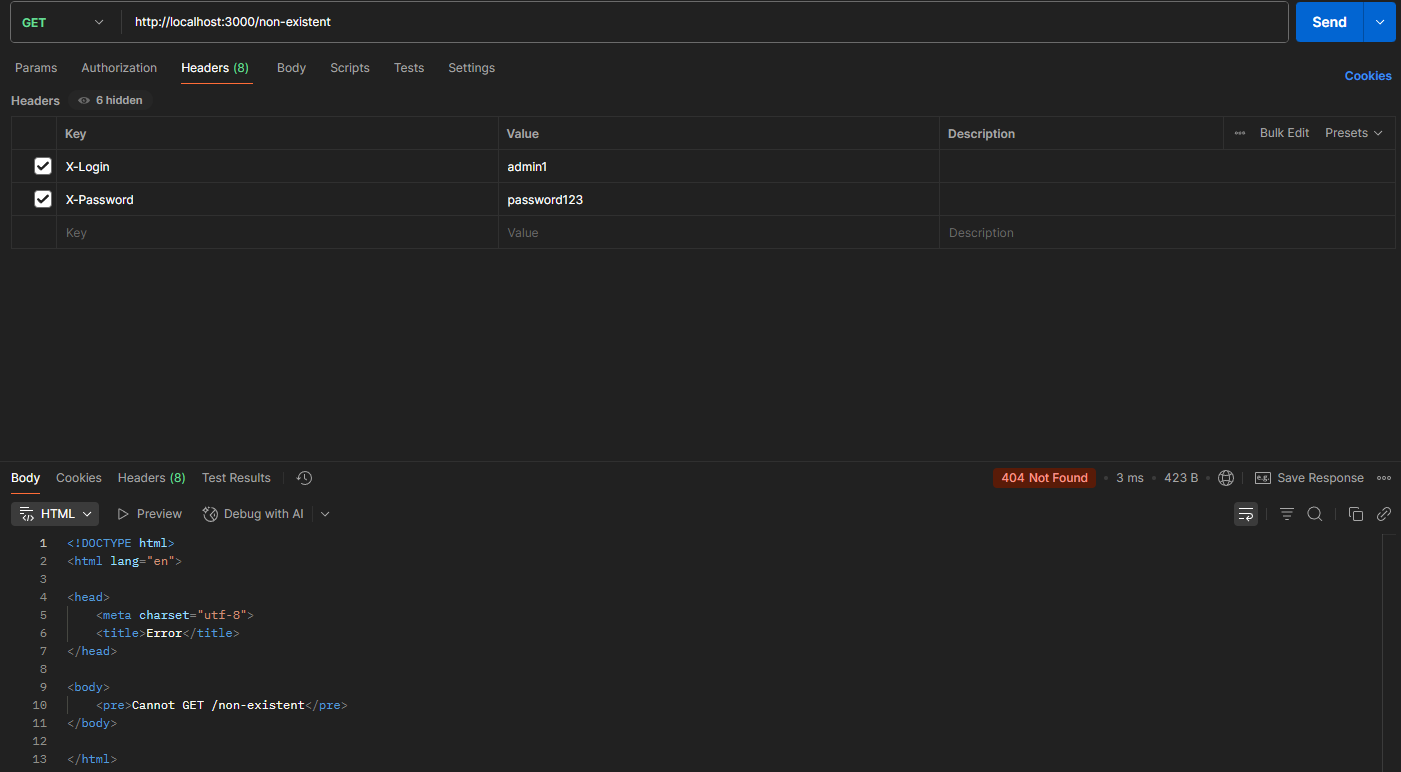 GET http://localhost:3000/non-existent Send
Params Authorization Headers (8) Body Scripts Tests Settings
Cookies
Headers 6 hidden
Key Value Description Bulk Edit Presets
X-Login admin1
X-Password password123
Key Value Description
Body Cookies Headers (8) Test Results 404 Not Found 3 ms 423 B e.g. Save Response
HTML Preview Debug with AI
1 <!DOCTYPE html>
2 <html lang="en">
3
4 <head>
5 <meta charset="utf-8">
6 <title>Error</title>
7 </head>
8
9 <body>
10 <pre>Cannot GET /non-existent</pre>
11 </body>
12
13 </html>